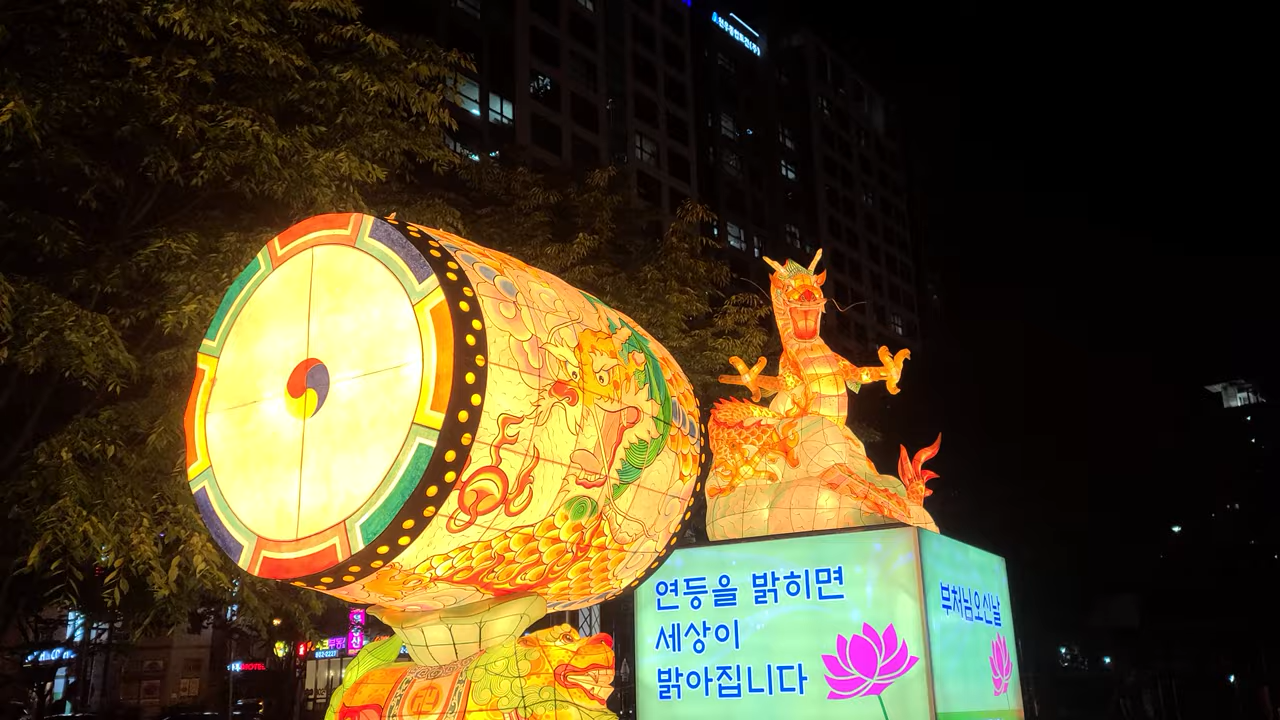 연등을 밝히면
세상이
밝아집니다
부처님오신날